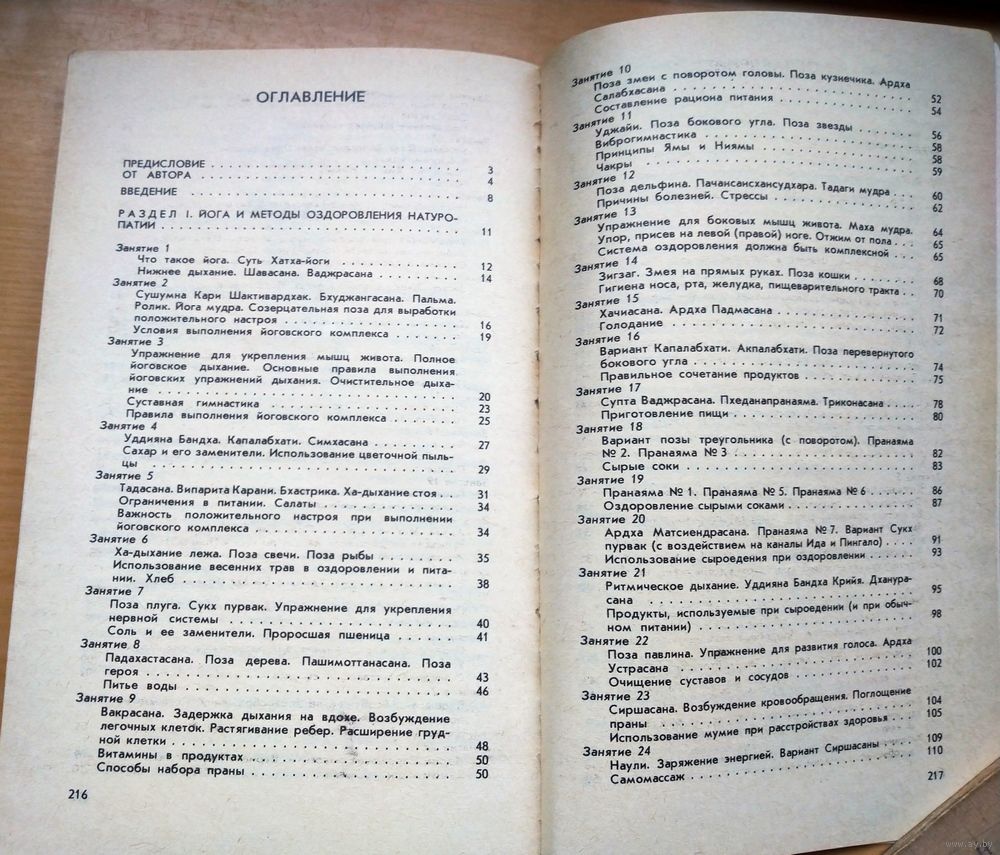 ОГЛАВЛЕНИЕ
ПРЕДИСЛОВИЕ 3
ОТ АВТОРА 4
ВВЕДЕНИЕ 8
РАЗДЕЛ I. ЙОГА И МЕТОДЫ ОЗДОРОВЛЕНИЯ НАТУРО-
ПАТИИ 11
Занятие 1
Что такое йога. Суть Хатха-йоги 12
Нижнее дыхание. Шавасана. Ваджрасана 14
Занятие 2
Сушумна Кари Шактивардхак. Бхуджангасана. Пальма.
Ролик. Йога мудра. Созерцательная поза для выработки
положительного настроя 16
Условия выполнения йоговского комплекса 19
Занятие 3
Упражнение для укрепления мышц живота. Полное
йоговское дыхание. Основные правила выполнения
йоговских упражнений дыхания. Очистительное дыха-
ние 20
Суставная гимнастика 23
Правила выполнения йоговского комплекса 25
Занятие 4
Уддияна Бандха. Капалабхати. Симхасана 27
Сахар и его заменители. Использование цветочной пыль-
цы 29
Занятие 5
Тадасана. Випарита Карани. Бхастрика. Ха-дыхание стоя 31
Ограничения в питании. Салаты 34
Важность положительного настроя при выполнении
йоговского комплекса 34
Занятие 6
Ха-дыхание лежа. Поза свечи. Поза рыбы 35
Использование весенних трав в оздоровлении и пита-
нии. Хлеб 38
Занятие 7
Поза плуга. Сукх пурвак. Упражнение для укрепления
нервной системы 40
Соль и ее заменители. Проросшая пшеница 41
Занятие 8
Падахастасана. Поза дерева. Пашимоттанасана. Поза
героя 43
Питье воды 46
Занятие 9
Вакрасана. Задержка дыхания на вдохе. Возбуждение
легочных клеток. Растягивание ребер. Расширение груд-
ной клетки 48
Витамины в продуктах 50
Способы набора праны 50
216
Занятие 10
Поза змеи с поворотом головы. Поза кузнечика. Ардха
Салабхасана 52
Составление рациона питания 54
Занятие 11
Уджайи. Поза бокового угла. Поза звезды 56
Виброгимнастика 58
Принципы Ямы и Ниямы 58
Чакры 59
Занятие 12
Поза дельфина. Пачансаисхансудхара. Тадаги мудра 60
Причины болезней. Стрессы 62
Занятие 13
Упражнение для боковых мышц живота. Маха мудра. 64
Упор, присев на левой (правой) ноге. Отжим от пола 65
Система оздоровления должна быть комплексной 65
Занятие 14
Зигзаг. Змея на прямых руках. Поза кошки 68
Гигиена носа, рта, желудка, пищеварительного тракта 70
Занятие 15
Хачиасана. Ардха Падмасана 71
Голодание 72
Занятие 16
Вариант Капалабхати. Акпалабхати. Поза перевернутого
бокового угла 74
Правильное сочетание продуктов 75
Занятие 17
Супта Ваджрасана. Пхеданапранаяма. Триконасана 78
Приготовление пищи 80
Занятие 18
Вариант позы треугольника (с поворотом). Пранаяма
№ 2. Пранаяма № 3 82
Сырые соки 83
Занятие 19
Пранаяма № 1. Пранаяма № 5. Пранаяма № 6 86
Оздоровление сырыми соками 87
Занятие 20
Ардха Матсиендрасана. Пранаяма № 7. Вариант Сукх
пурвак (с воздействием на каналы Ида и Пингало) 91
Использование сыроедения при оздоровлении 93
Занятие 21
Ритмическое дыхание. Уддияна Бандха Крийя. Дханура-
сана 95
Продукты, используемые при сыроедении (и при обыч-
ном питании) 98
Занятие 22
Поза павлина. Упражнение для развития голоса. Ардха
Устрасана 100
Очищение суставов и сосудов 102
Занятие 23
Сиршасана. Возбуждение кровообращения. Поглощение
праны 104
Использование мумие при расстройствах здоровья 105
Занятие 24
Наули. Заряжение энергией. Вариант Сиршасаны 109
Самомассаж 110
217
www.ay.by